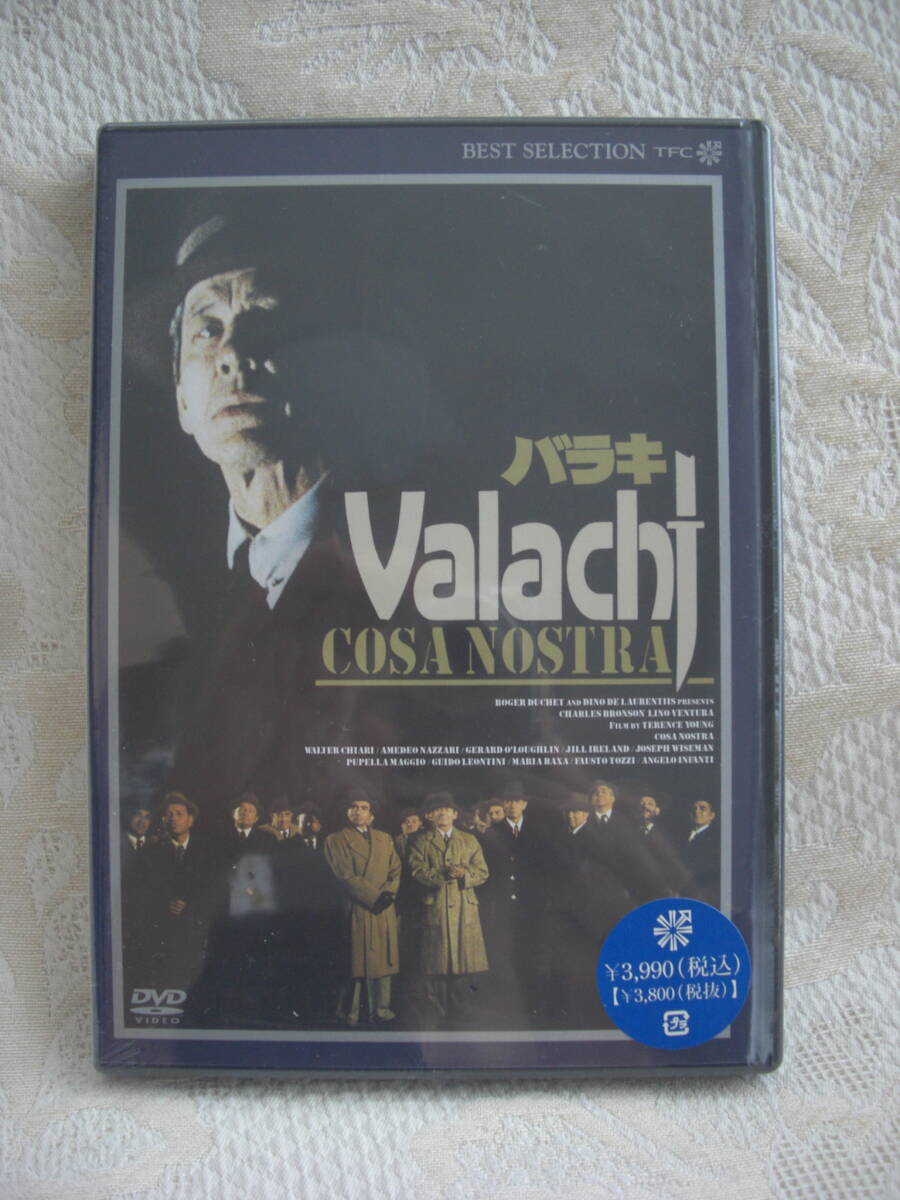 BEST SELECTION TFC
バラキ
Valachi
COSA NOSTRA
ROGER DUCHET AND DINO DE LAURENTIIS PRESENTS
CHARLES BRONSON LINO VENTURA
FILM BY TERENCE YOUNG
COSA NOSTRA
WALTER CHIARI / AMEDEO NAZZARI / GERARD O'LOUGHLIN / JILL IRELAND / JOSEPH WISEMAN
PUPELLA MAGGIO / GUIDO LEONTINI / MARIA BAXA / FAUSTO TOZZI / ANGELO INFANTI
¥3,990(税込)
【¥3,800(税抜)】
プラ
DVD
VIDEO